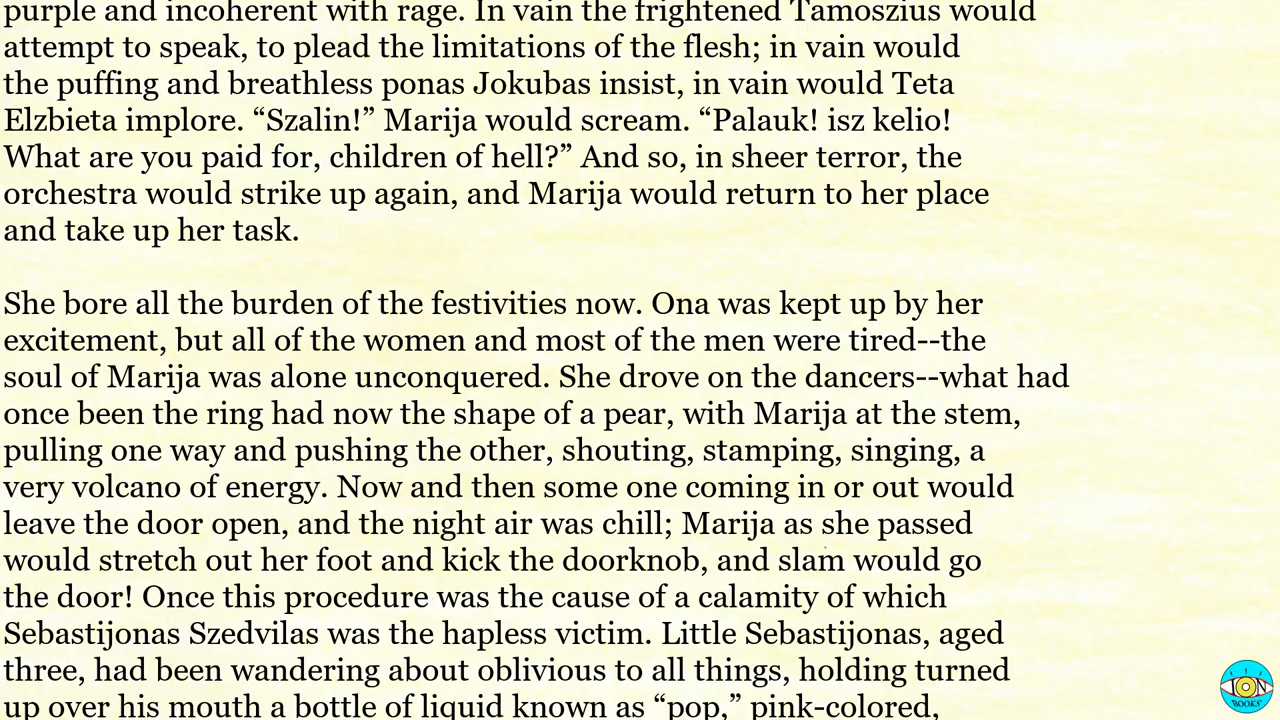 purple and incoherent with rage. In vain the frightened Tamoszius would
attempt to speak, to plead the limitations of the flesh; in vain would
the puffing and breathless ponas Jokubas insist, in vain would Teta
Elzbieta implore. “Szalin!” Marija would scream. “Palauk! isz kelio!
What are you paid for, children of hell?” And so, in sheer terror, the
orchestra would strike up again, and Marija would return to her place
and take up her task.

She bore all the burden of the festivities now. Ona was kept up by her
excitement, but all of the women and most of the men were tired--the
soul of Marija was alone unconquered. She drove on the dancers--what had
once been the ring had now the shape of a pear, with Marija at the stem,
pulling one way and pushing the other, shouting, stamping, singing, a
very volcano of energy. Now and then some one coming in or out would
leave the door open, and the night air was chill; Marija as she passed
would stretch out her foot and kick the doorknob, and slam would go
the door! Once this procedure was the cause of a calamity of which
Sebastijonas Szedvilas was the hapless victim. Little Sebastijonas, aged
three, had been wandering about oblivious to all things, holding turned
up over his mouth a bottle of liquid known as “pop,” pink-colored,
ION
BOOKS